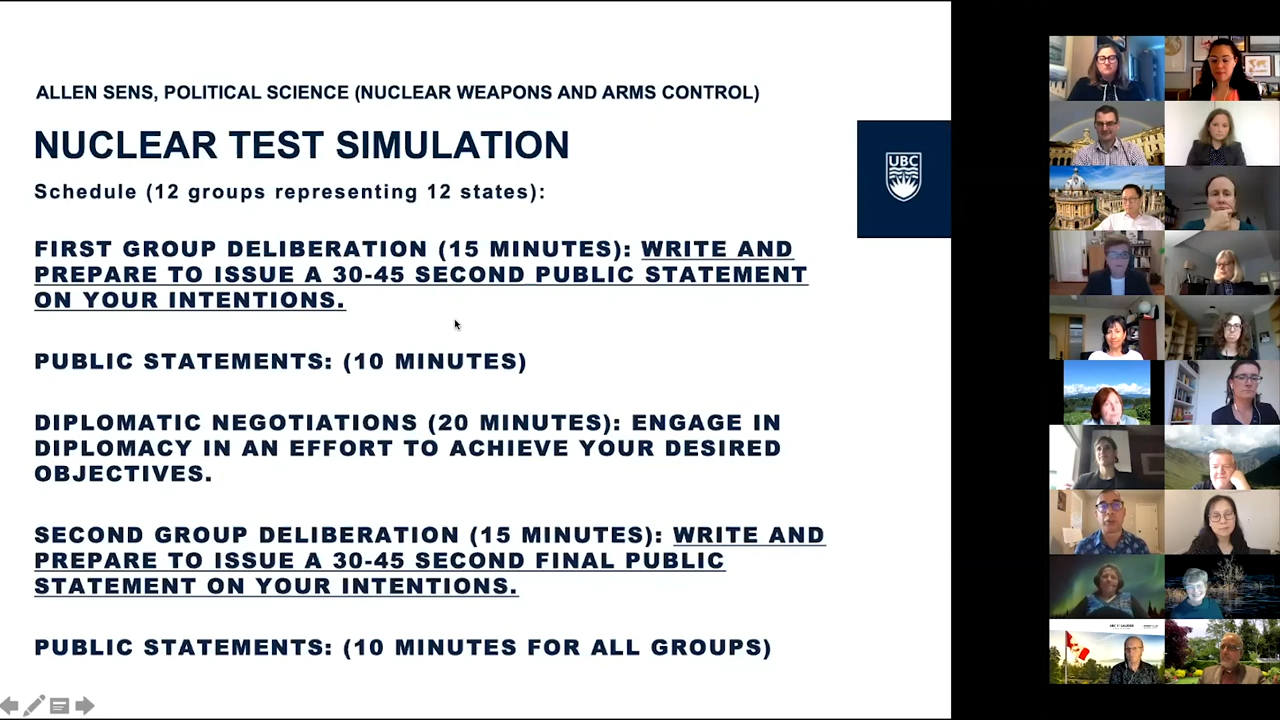 ALLEN SENS, POLITICAL SCIENCE (NUCLEAR WEAPONS AND ARMS CONTROL)
NUCLEAR TEST SIMULATION
UBC
Schedule (12 groups representing 12 states):
FIRST GROUP DELIBERATION (15 MINUTES): WRITE AND
PREPARE TO ISSUE A 30-45 SECOND PUBLIC STATEMENT
ON YOUR INTENTIONS.
PUBLIC STATEMENTS: (10 MINUTES)
DIPLOMATIC NEGOTIATIONS (20 MINUTES): ENGAGE IN
DIPLOMACY IN AN EFFORT TO ACHIEVE YOUR DESIRED
OBJECTIVES.
SECOND GROUP DELIBERATION (15 MINUTES): WRITE AND
PREPARE TO ISSUE A 30-45 SECOND FINAL PUBLIC
STATEMENT ON YOUR INTENTIONS.
PUBLIC STATEMENTS: (10 MINUTES FOR ALL GROUPS)